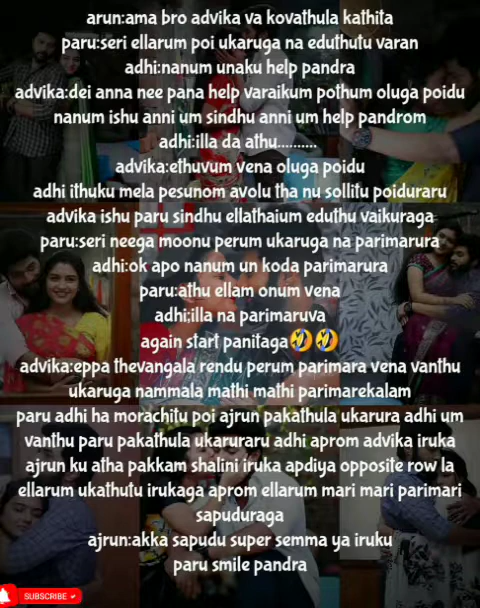 arun:ama bro advika va kovathula kathita
paru:seri ellarum poi ukaruga na eduthutu varan
adhi:nanum unaku help pandra
advika:dei anna nee pana help varaikum pothum oluga poidu
nanum ishu anni um sindhu anni um help pandrom
adhi:illa da athu..........
advika:ethuvum vena oluga poidu
adhi ithuku mela pesunom avolu tha nu sollitu poiduraru
advika ishu paru sindhu ellathaium eduthu vaikuraga
paru:seri neega moonu perum ukaruga na parimarura
adhi:ok apo nanum un koda parimarura
paru:athu ellam onum vena
adhi;illa na parimaruva
again start panitaga🤣🤣
advika:eppa thevangala rendu perum parimara vena vanthu
ukaruga nammala mathi mathi parimarekalam
paru adhi ha morachitu poi ajrun pakathula ukarura adhi um
vanthu paru pakathula ukaruraru adhi aprom advika iruka
ajrun ku atha pakkam shalini iruka apdiya opposite row la
ellarum ukathutu irukaga aprom ellarum mari mari parimari
sapuduraga
ajrun:akka sapudu super semma ya iruku
paru smile pandra
SUBSCRIBE